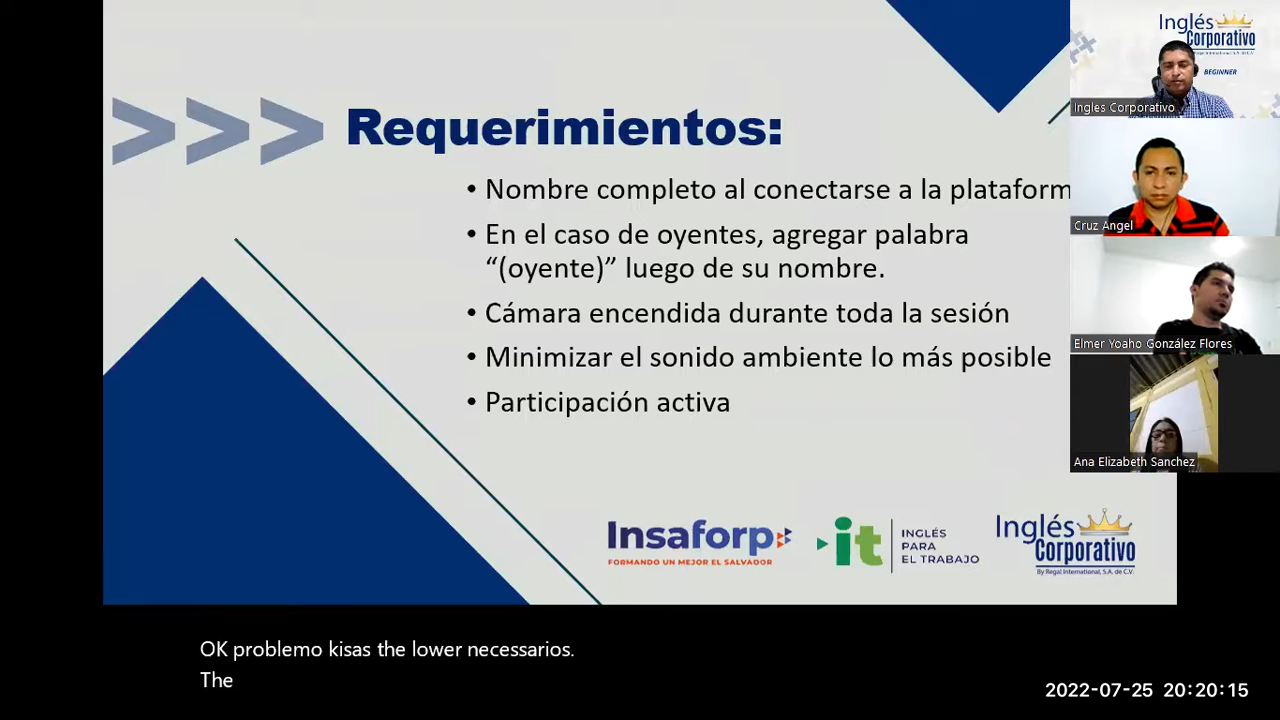 Requerimientos:
• Nombre completo al conectarse a la plataform
• En el caso de oyentes, agregar palabra
“(oyente)” luego de su nombre.
• Cámara encendida durante toda la sesión
• Minimizar el sonido ambiente lo más posible
• Participación activa
Insaforp
FORMANDO UN MEJOR EL SALVADOR
it
INGLÉS
PARA
EL TRABAJO
Inglés
Corporativo
By Regal International, S.A. de C.V.
Inglés
Corporativo
BEGINNER
Ingles Corporativo
Cruz Angel
Elmer Yoaho González Flores
Ana Elizabeth Sanchez
OK problemo kisas the lower necessarios.
The
2022-07-25 20:20:15